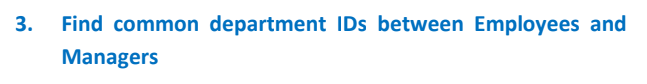 3. Find common department IDs between Employees and
Managers